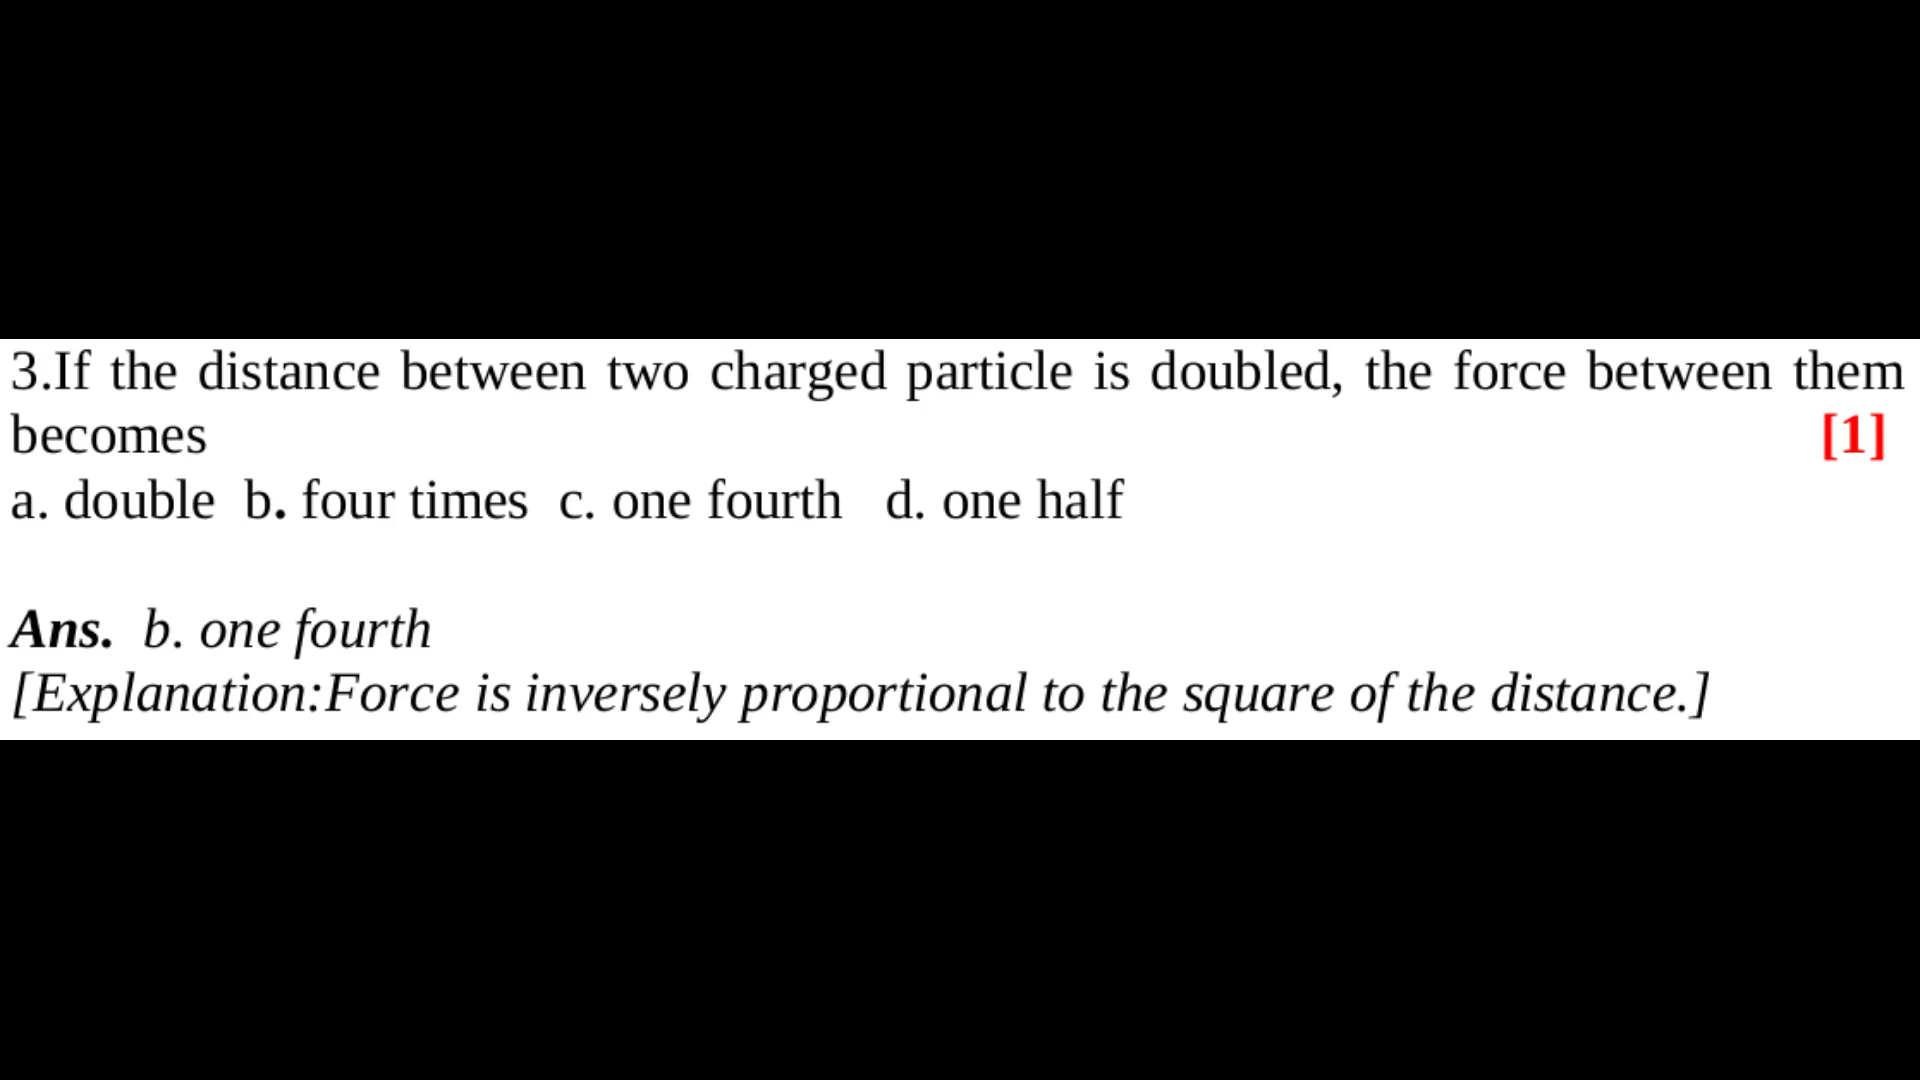 3.If the distance between two charged particle is doubled, the force between them
becomes [1]
a. double b. four times c. one fourth d. one half
Ans. b. one fourth
[Explanation:Force is inversely proportional to the square of the distance.]